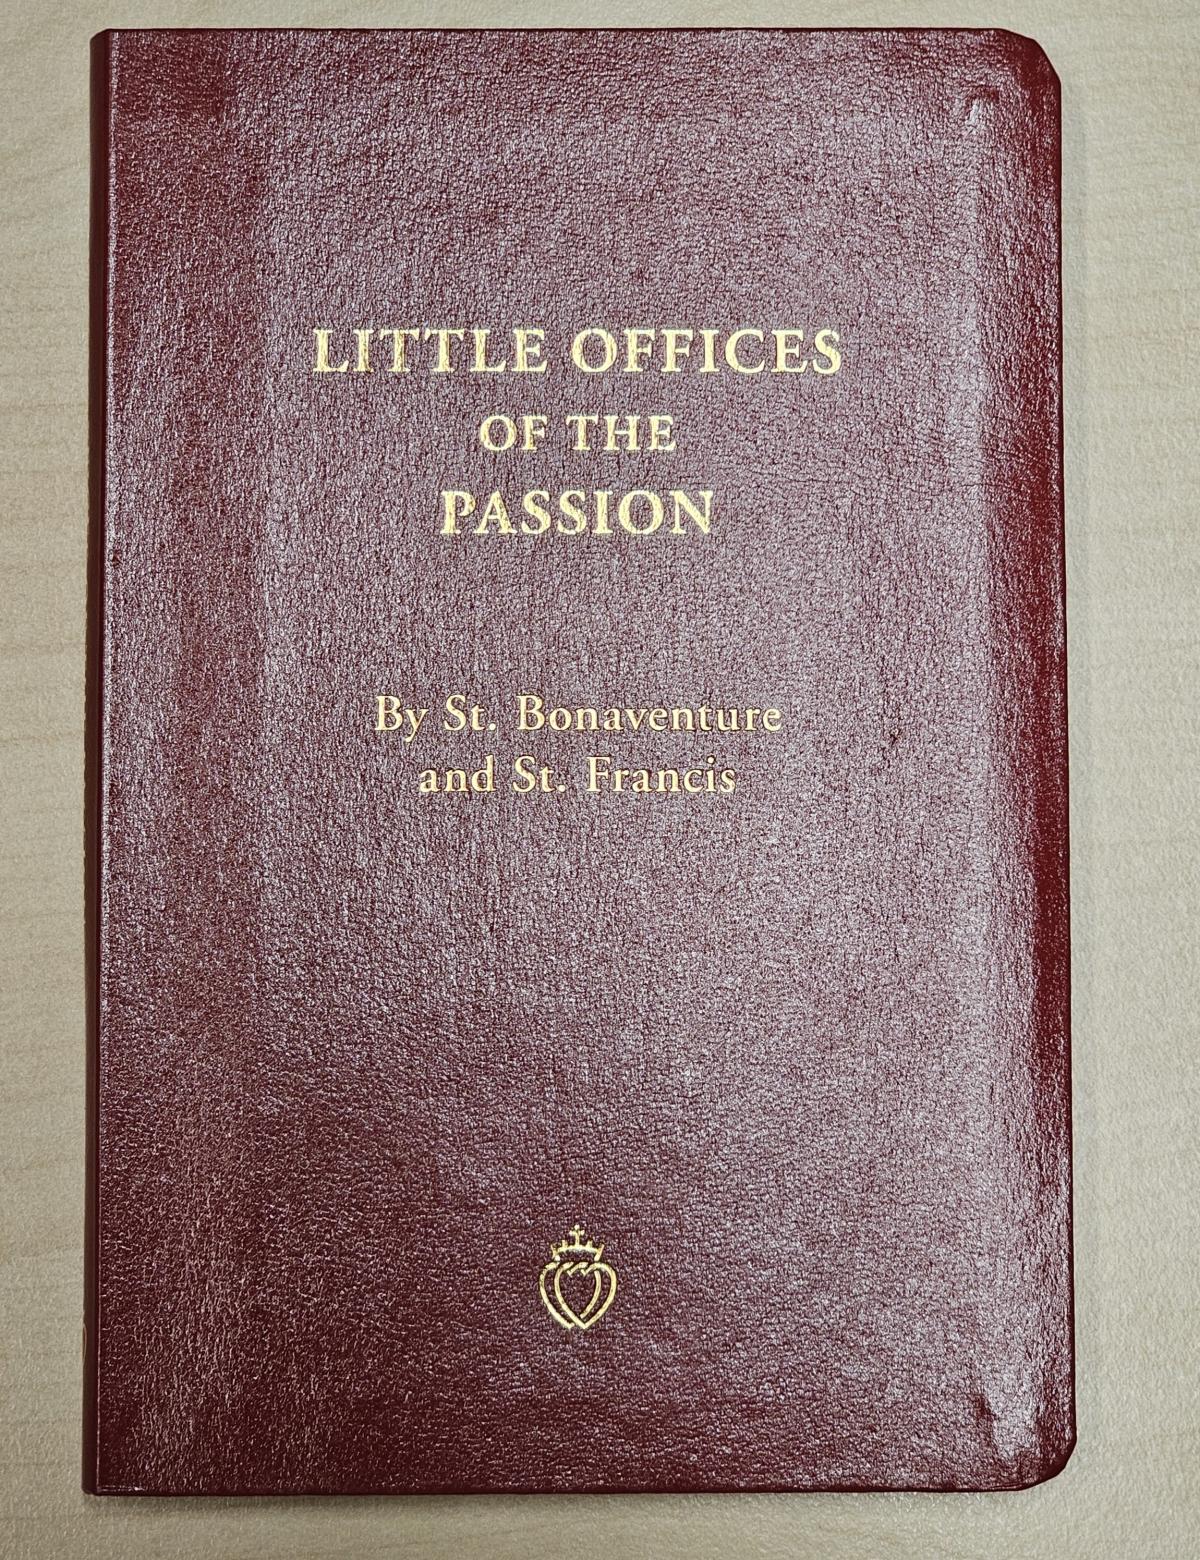 LITTLE OFFICES
OF THE
PASSION
By St. Bonaventure
and St. Francis